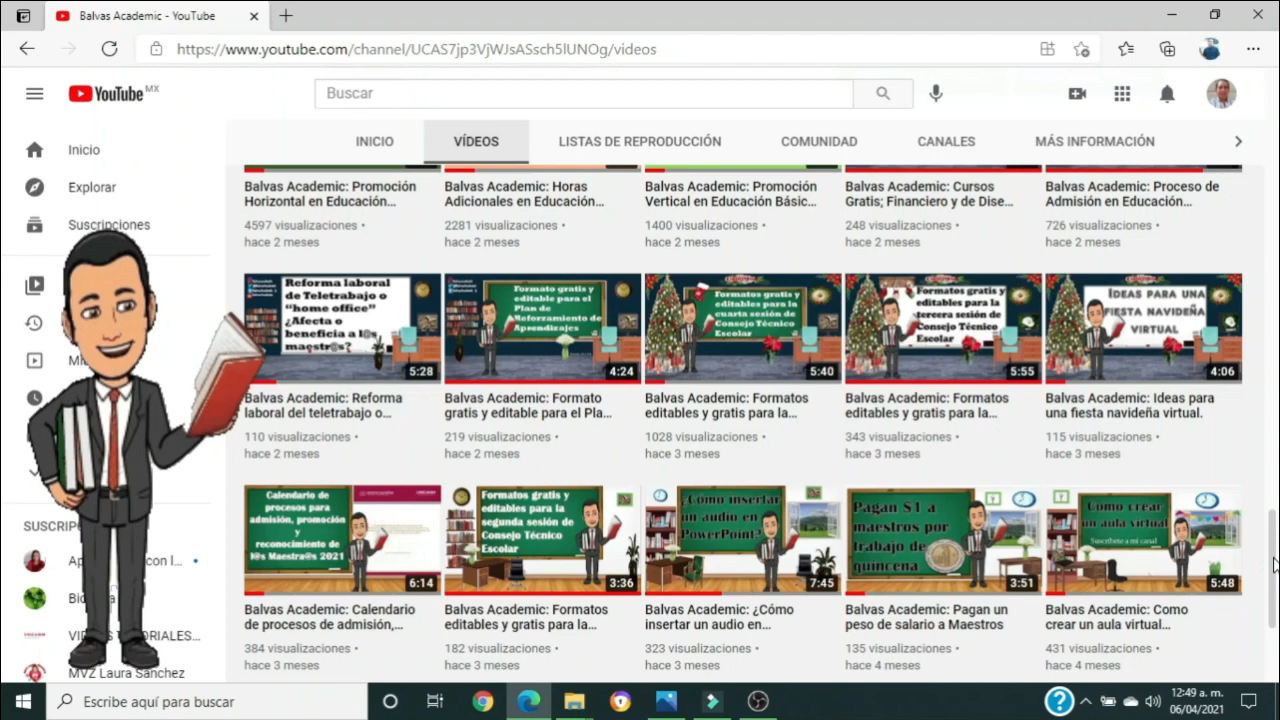 Balvas Academic - YouTube
https://www.youtube.com/channel/UCAS7jp3VjWJsASsch5lUNOg/videos
YouTube MX
Buscar
INICIO
VÍDEOS
LISTAS DE REPRODUCCIÓN
COMUNIDAD
CANALES
MÁS INFORMACIÓN
Inicio
Explorar
Suscripciones
SUSCRIP
VIDEOS T
ORIALES...
MVZ Laura Sánchez
Balvas Academic: Promoción
Horizontal en Educación...
4597 visualizaciones •
hace 2 meses
Balvas Academic: Horas
Adicionales en Educación...
2281 visualizaciones •
hace 2 meses
Balvas Academic: Promoción
Vertical en Educación Básic...
1400 visualizaciones •
hace 2 meses
Balvas Academic: Cursos
Gratis; Financiero y de Dise...
248 visualizaciones •
hace 2 meses
Balvas Academic: Proceso de
Admisión en Educación...
726 visualizaciones •
hace 2 meses
Reforma laboral
de Teletrabajo o
“home office”
¿Afecta o
beneficia a l@s
maestr@s?
5:28
Balvas Academic: Reforma
laboral del teletrabajo o...
110 visualizaciones •
hace 2 meses
Formato gratis y
editable para el
Plan de
Reforzamiento de
Aprendizajes
4:24
Balvas Academic: Formato
gratis y editable para el Pla...
219 visualizaciones •
hace 2 meses
Formatos gratis y
editables para la
cuarta sesión de
Consejo Técnico
Escolar
5:40
Balvas Academic: Formatos
editables y gratis para la...
1028 visualizaciones •
hace 3 meses
Formatos gratis y
editables para la
tercera sesión de
Consejo Técnico
Escolar
5:55
Balvas Academic: Formatos
editables y gratis para la...
343 visualizaciones •
hace 3 meses
IDEAS PARA UNA
FIESTA NAVIDEÑA
VIRTUAL
4:06
Balvas Academic: Ideas para
una fiesta navideña virtual.
115 visualizaciones •
hace 3 meses
Calendario de
procesos para
admisión, promoción
y
reconocimiento de
l@s Maestra@s 2021
6:14
Balvas Academic: Calendario
de procesos de admisión,...
384 visualizaciones •
hace 3 meses
Formatos gratis y
editables para la
segunda sesión de
Consejo Técnico
Escolar
3:36
Balvas Academic: Formatos
editables y gratis para la...
182 visualizaciones •
hace 3 meses
¿Cómo insertar
un audio en
PowerPoint?
7:45
Balvas Academic: ¿Cómo
insertar un audio en...
323 visualizaciones •
hace 3 meses
Pagan $1 a
maestros por
trabajo de
quincena
3:51
Balvas Academic: Pagan un
peso de salario a Maestros
135 visualizaciones •
hace 4 meses
Como crear
un aula virtual
Suscríbete a mi canal
5:48
Balvas Academic: Como
crear un aula virtual...
431 visualizaciones •
hace 4 meses
Escribe aquí para buscar
12:49 a. m.
06/04/2021